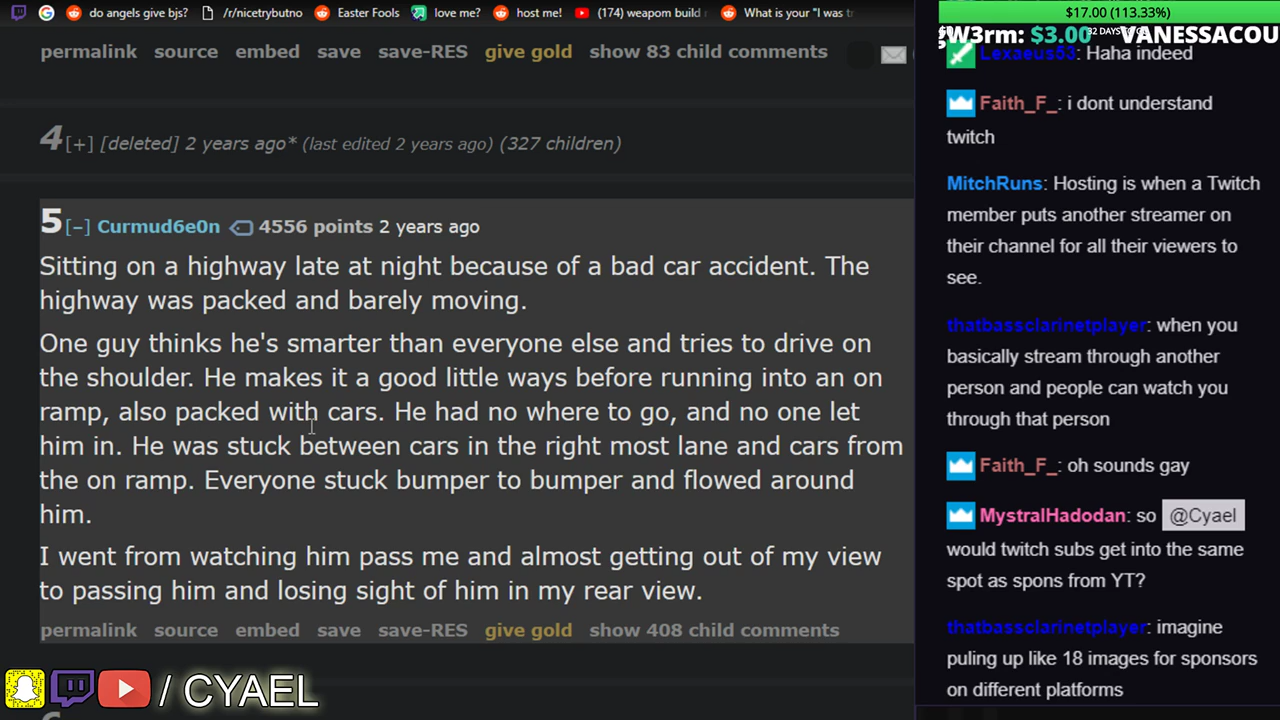 do angels give bjs?
/r/nicetrybutno
Easter Fools
love me?
host me!
(174) weapom build
What is your "I was tr
permalink source embed save save-RES give gold show 83 child comments
4 [+] [deleted] 2 years ago* (last edited 2 years ago) (327 children)
5 [–] Curmud6e0n 4556 points 2 years ago
Sitting on a highway late at night because of a bad car accident. The
highway was packed and barely moving.
One guy thinks he's smarter than everyone else and tries to drive on
the shoulder. He makes it a good little ways before running into an on
ramp, also packed with cars. He had no where to go, and no one let
him in. He was stuck between cars in the right most lane and cars from
the on ramp. Everyone stuck bumper to bumper and flowed around
him.
I went from watching him pass me and almost getting out of my view
to passing him and losing sight of him in my rear view.
permalink source embed save save-RES give gold show 408 child comments
/ CYAEL
$17.00 (113.33%)
W3rm: $3.00 VANESSACOU
Lexaeus53: Haha indeed
Faith_F_: i dont understand
twitch
MitchRuns: Hosting is when a Twitch
member puts another streamer on
their channel for all their viewers to
see.
thatbassclarinetplayer: when you
basically stream through another
person and people can watch you
through that person
Faith_F_: oh sounds gay
MystralHadodan: so @Cyael
would twitch subs get into the same
spot as spons from YT?
thatbassclarinetplayer: imagine
puling up like 18 images for sponsors
on different platforms